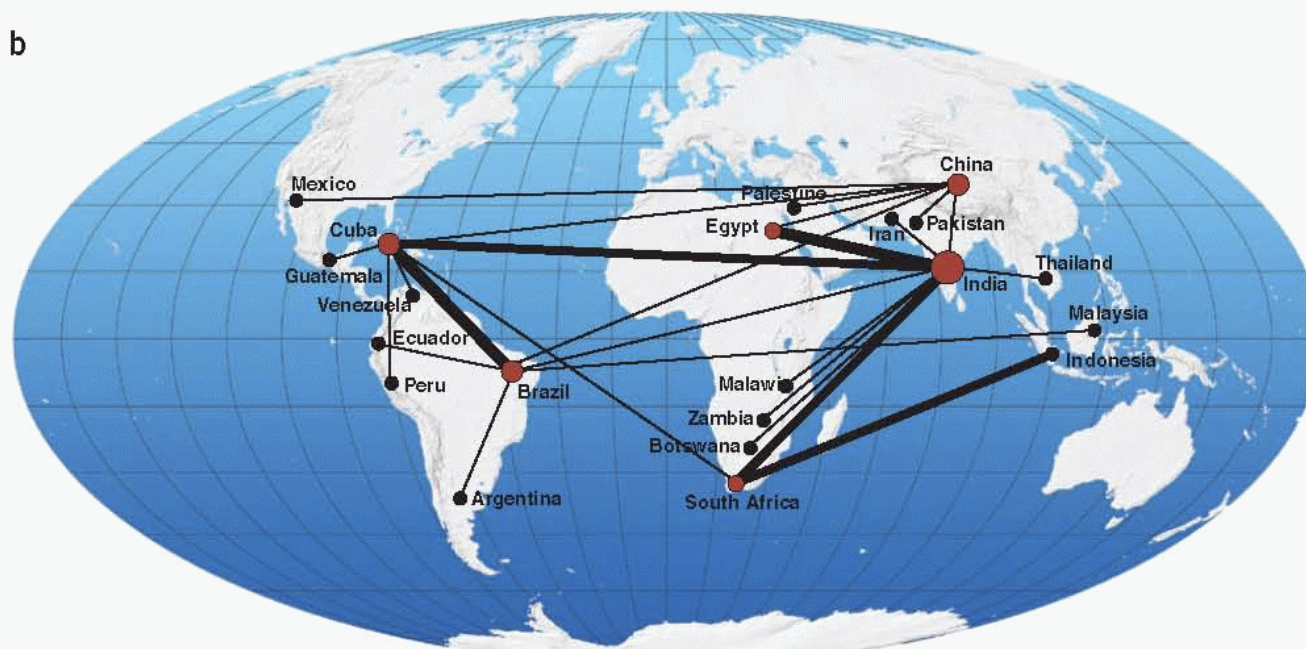 b
China
Mexico
Palestine
Cuba
Egypt
Iran
Pakistan
Guatemala
Thailand
India
Venezuela
Malaysia
Ecuador
Indonesia
Peru
Brazil
Malawi
Zambia
Botswana
Argentina
South Africa